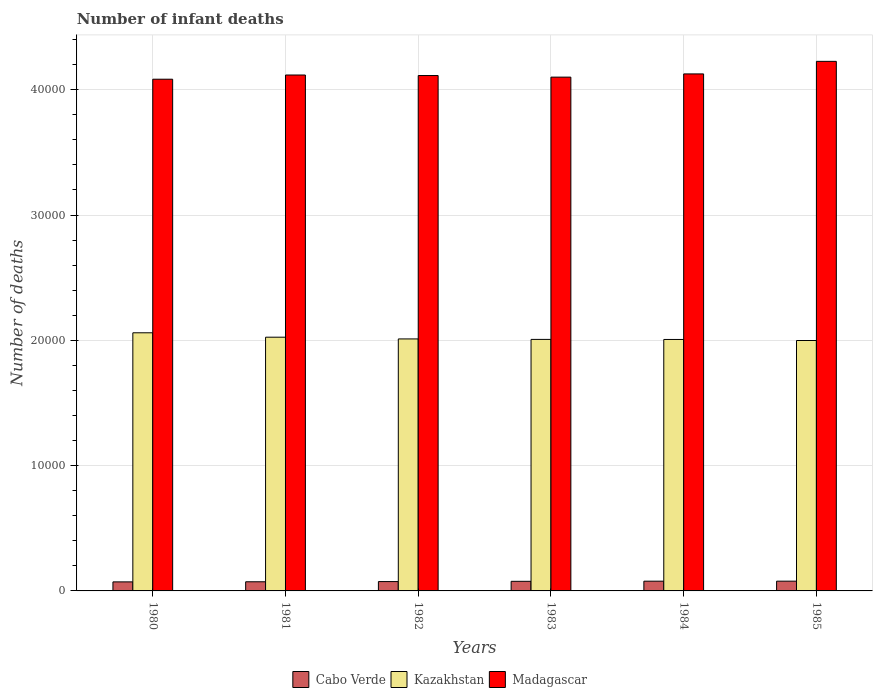 Number of infant deaths
Number of deaths
40000
30000
20000
10000
0
1980
1981
1982
1983
1984
1985
Years
Cabo Verde
Kazakhstan
Madagascar